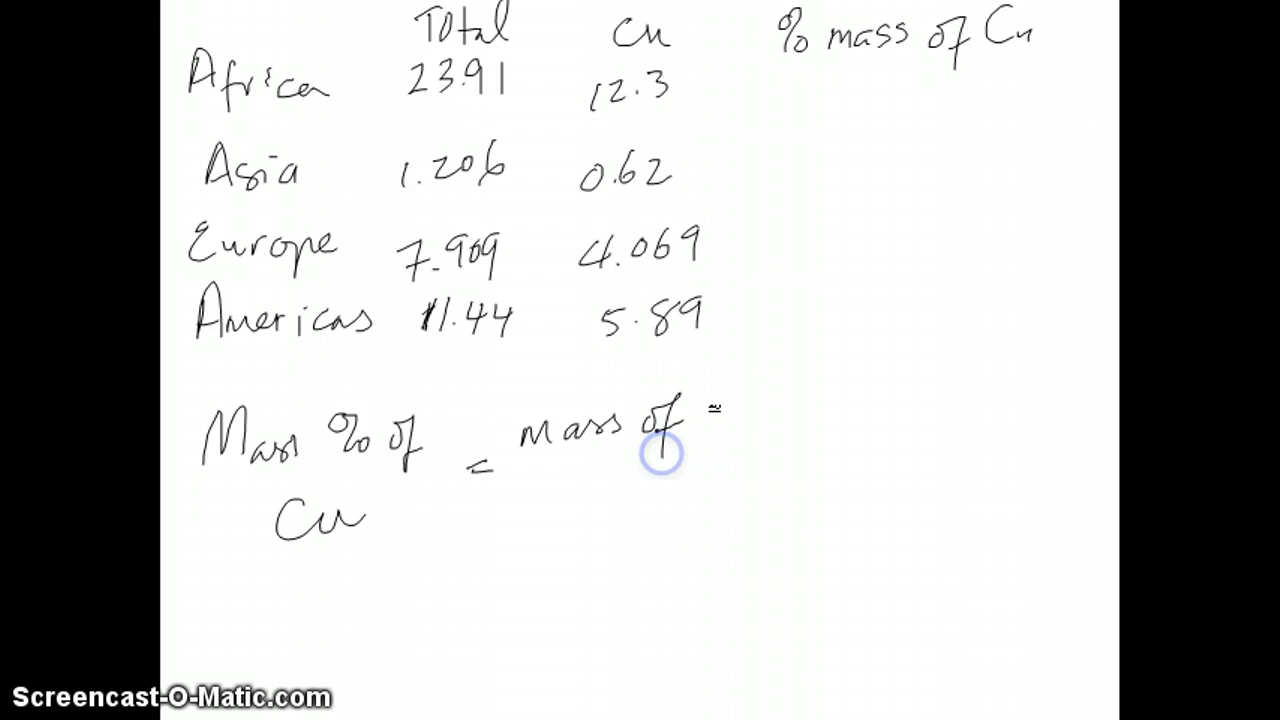 Total Cu % mass of Cu
Africa 23.91 12.3
Asia 1.206 0.62
Europe 7.909 4.069
Americas 11.44 5.89
Mass % of = mass of
Cu
Screencast-O-Matic.com